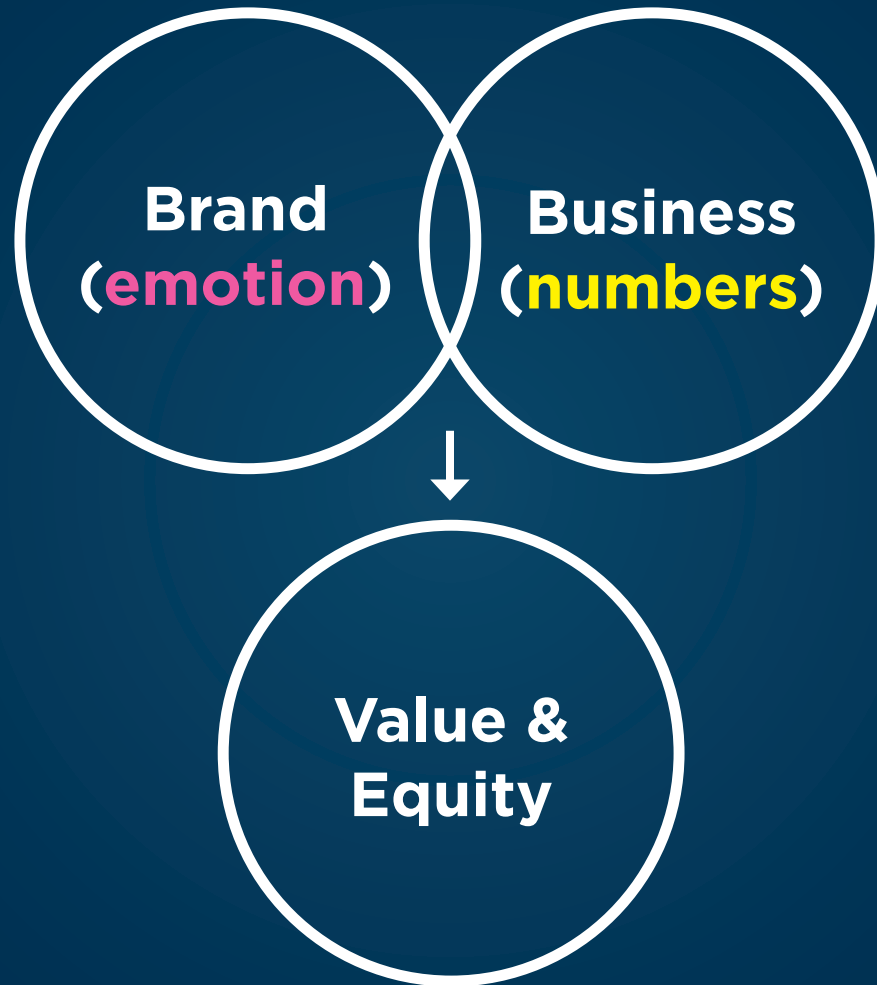 Brand
(emotion)
Business
(numbers)
Value &
Equity